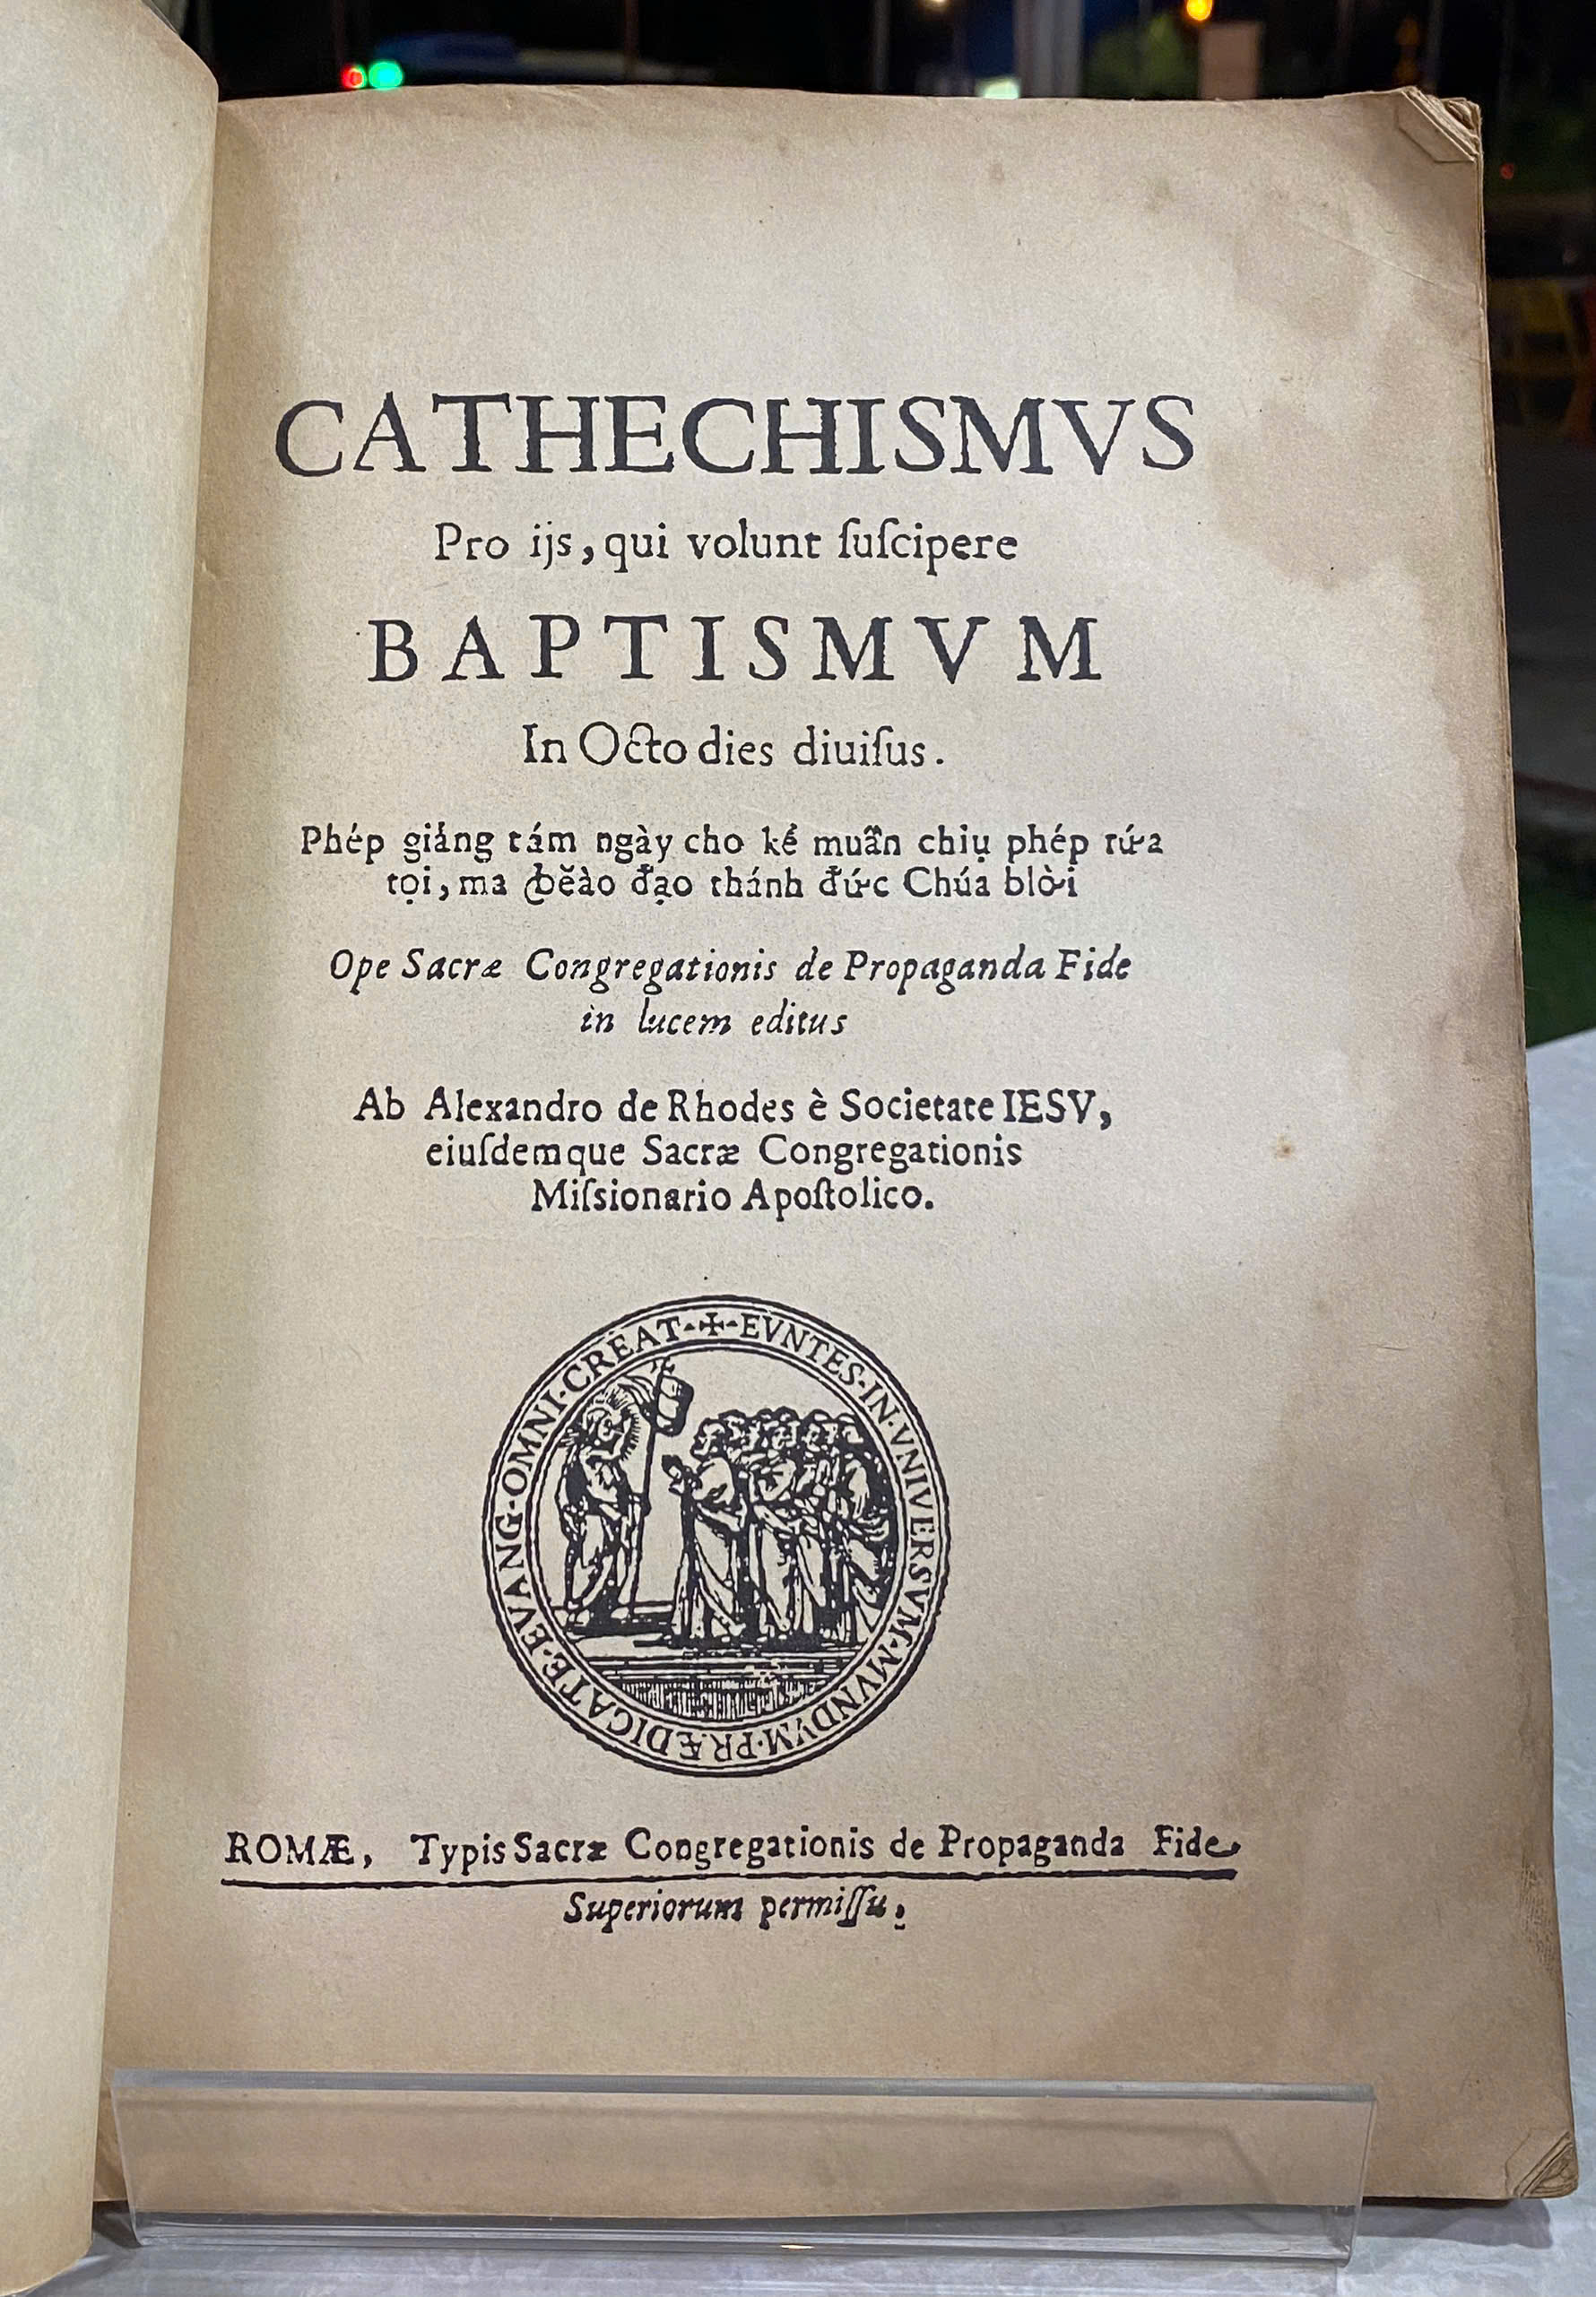 CATHECHISMVS
Pro ijs, qui volunt ſuſcipere
BAPTISMVM
In Octo dies diuiſus.
Phép giảng tám ngày cho kẻ muấn chịu phép rứa
tọi, ma ꞗĕào đạo thánh đức Chúa blời
Ope Sacræ Congregationis de Propaganda Fide
in lucem editus
Ab Alexandro de Rhodes è Societate IESV,
eiuſdemque Sacræ Congregationis
Miſsionario Apoſtolico.
✠ EVNTES·IN·VNIVERSVM·MVNDVM·PRÆDICATE·EVANG·OMNI·CREAT
ROMÆ, Typis Sacræ Congregationis de Propaganda Fide
Superiorum permiſſu.